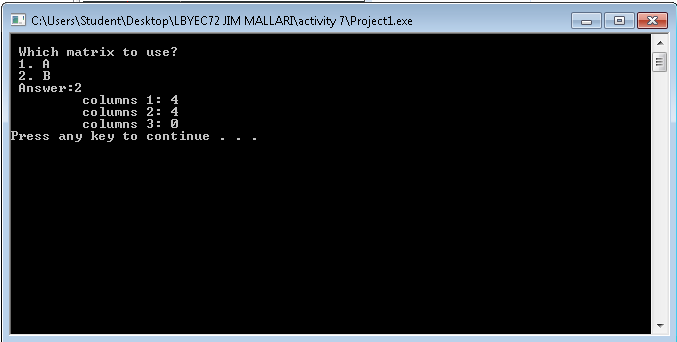 C:\Users\Student\Desktop\LBYEC72 JIM MALLARI\activity 7\Project1.exe
Which matrix to use?
1. A
2. B
Answer:2
columns 1: 4
columns 2: 4
columns 3: 0
Press any key to continue . . .